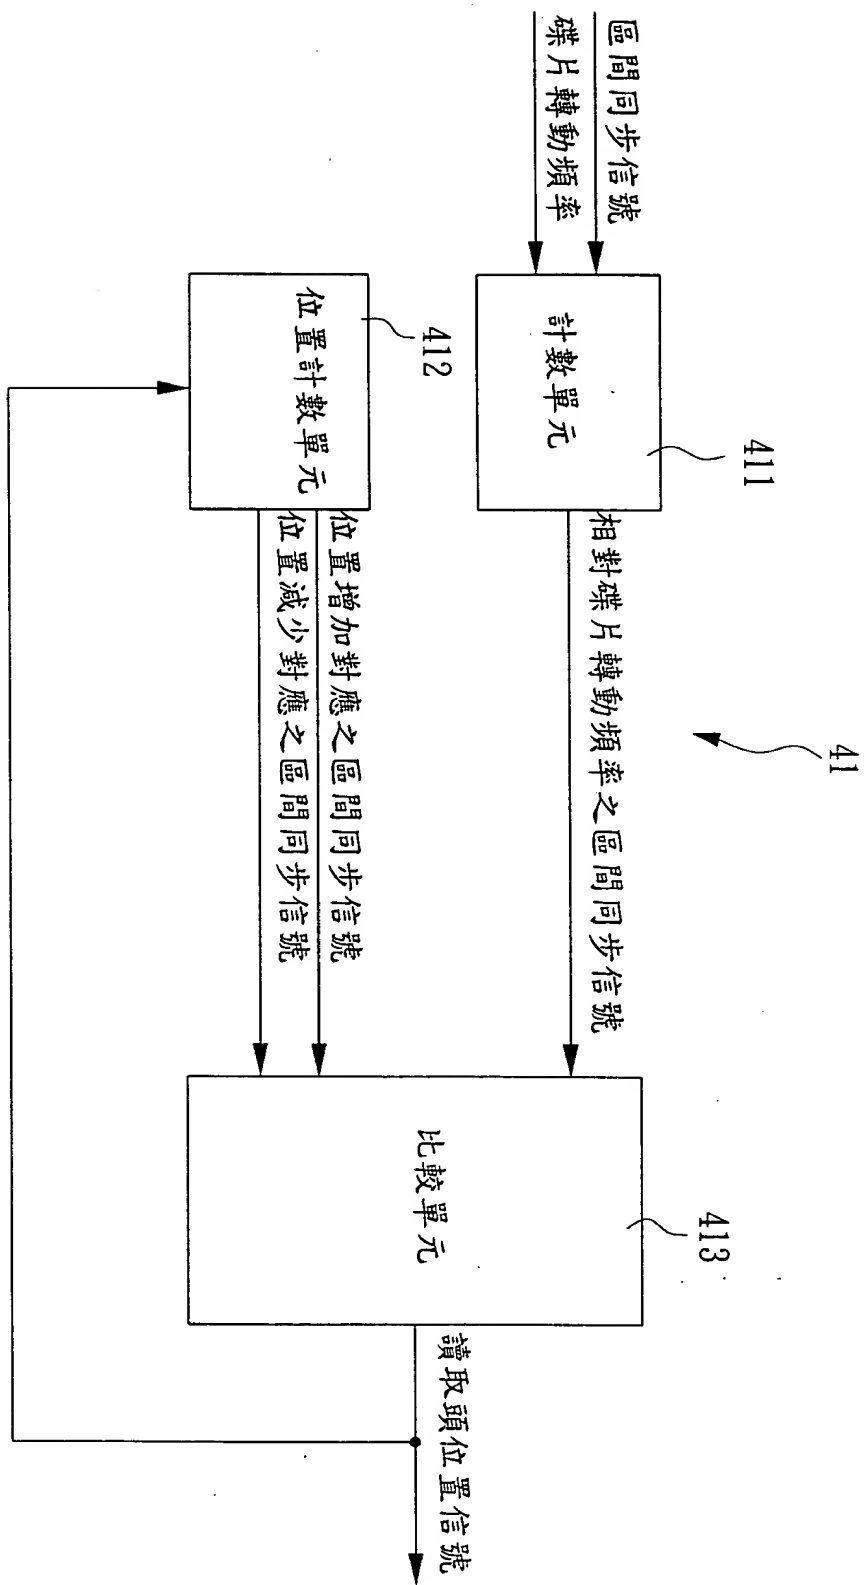 41
411
區間同步信號
碟片轉動頻率
計數單元
相對碟片轉動頻率之區間同步信號
412
位置計數單元
位置增加對應之區間同步信號
位置減少對應之區間同步信號
413
比較單元
讀取頭位置信號